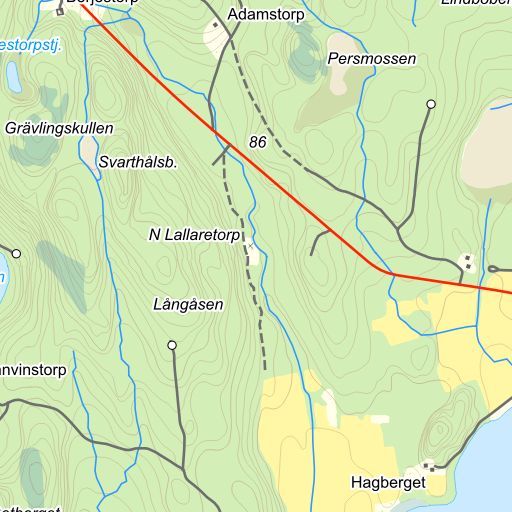 Adamstorp
Persmossen
Grävlingskullen
86
Svarthålsb.
N Lallaretorp
Långåsen
Hagberget